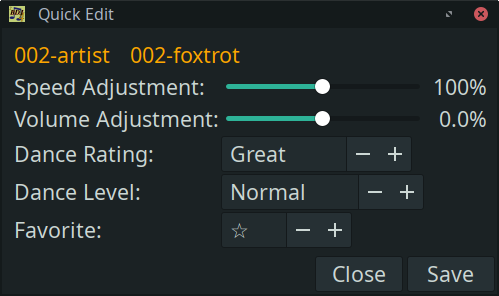 Quick Edit
002-artist 002-foxtrot
Speed Adjustment: 100%
Volume Adjustment: 0.0%
Dance Rating: Great − +
Dance Level: Normal − +
Favorite: ☆ − +
Close Save